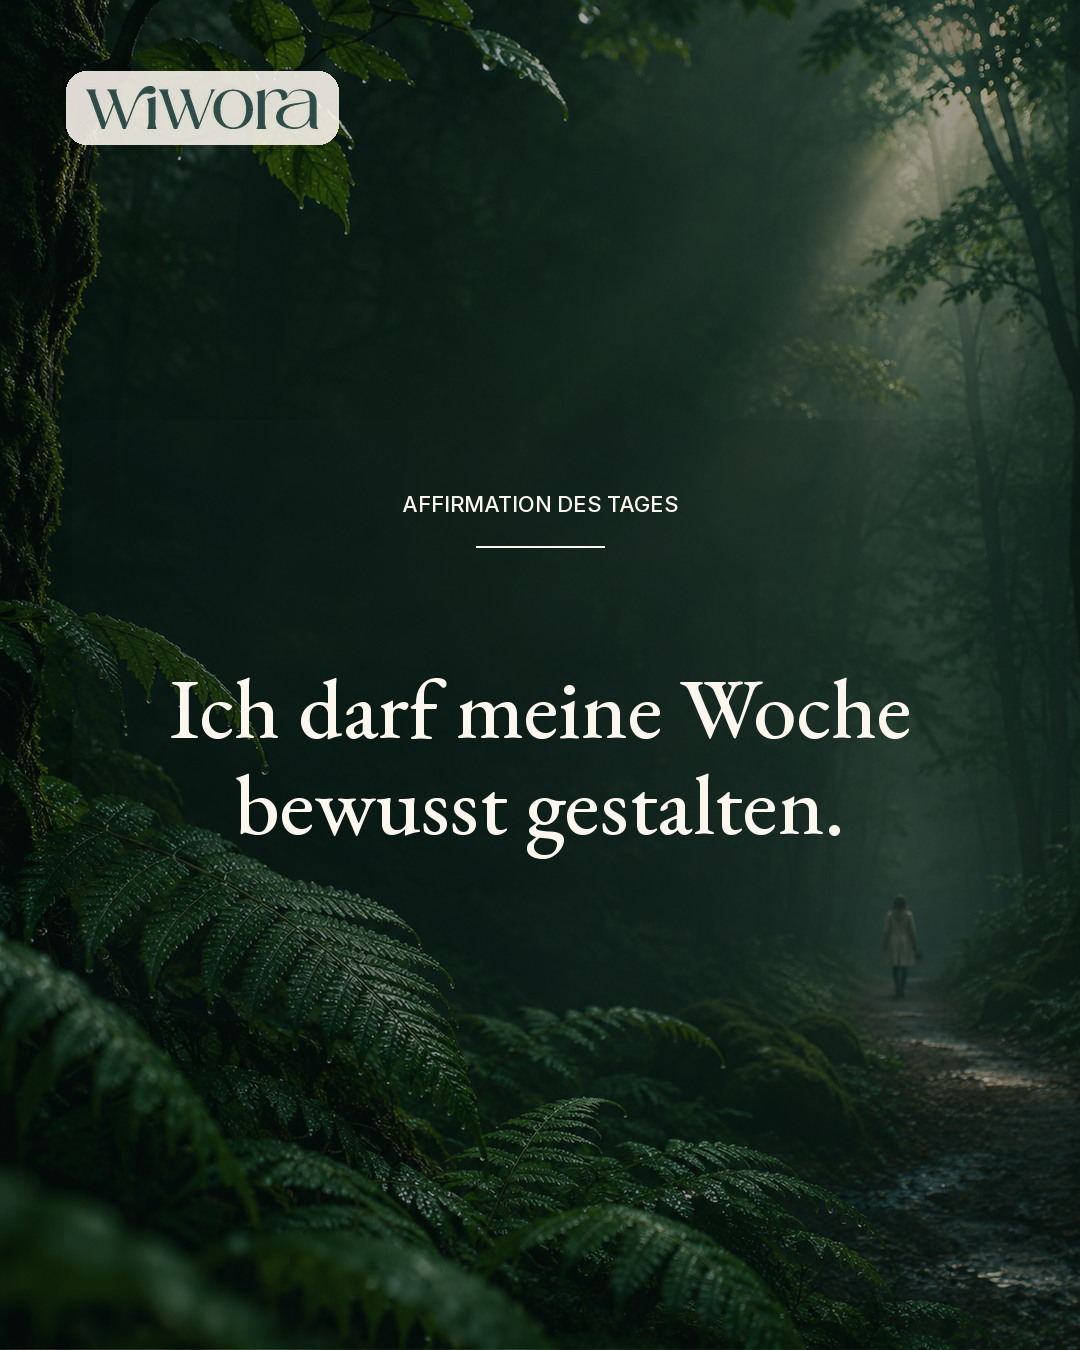 wiwora
AFFIRMATION DES TAGES
Ich darf meine Woche
bewusst gestalten.